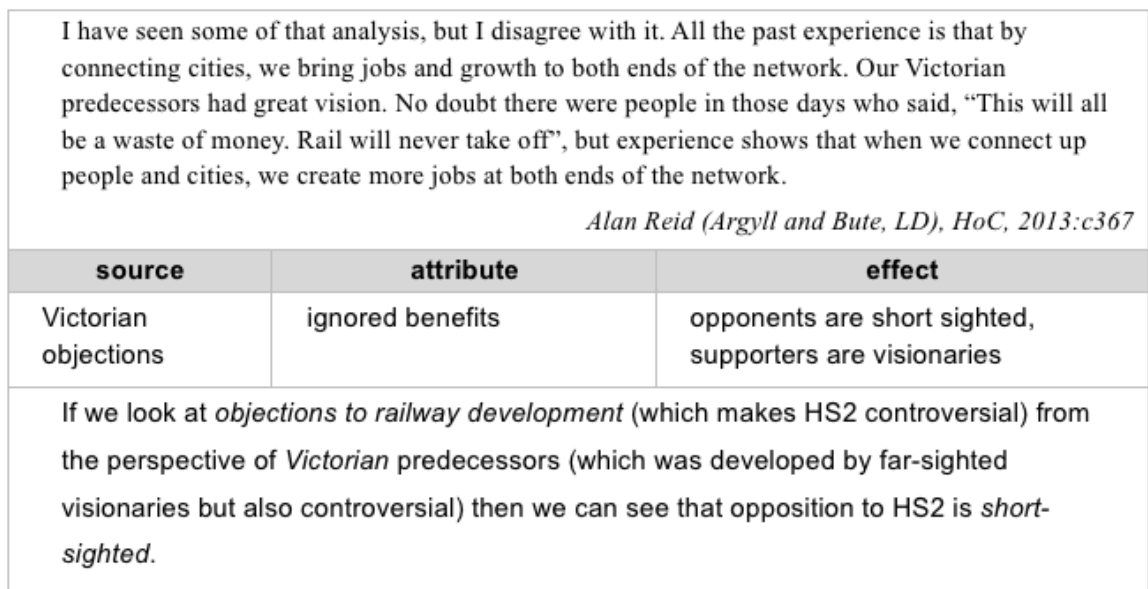 I have seen some of that analysis, but I disagree with it. All the past experience is that by
connecting cities, we bring jobs and growth to both ends of the network. Our Victorian
predecessors had great vision. No doubt there were people in those days who said, “This will all
be a waste of money. Rail will never take off”, but experience shows that when we connect up
people and cities, we create more jobs at both ends of the network.
Alan Reid (Argyll and Bute, LD), HoC, 2013:c367
source attribute effect
Victorian ignored benefits opponents are short sighted,
objections supporters are visionaries
If we look at objections to railway development (which makes HS2 controversial) from
the perspective of Victorian predecessors (which was developed by far-sighted
visionaries but also controversial) then we can see that opposition to HS2 is short-
sighted.